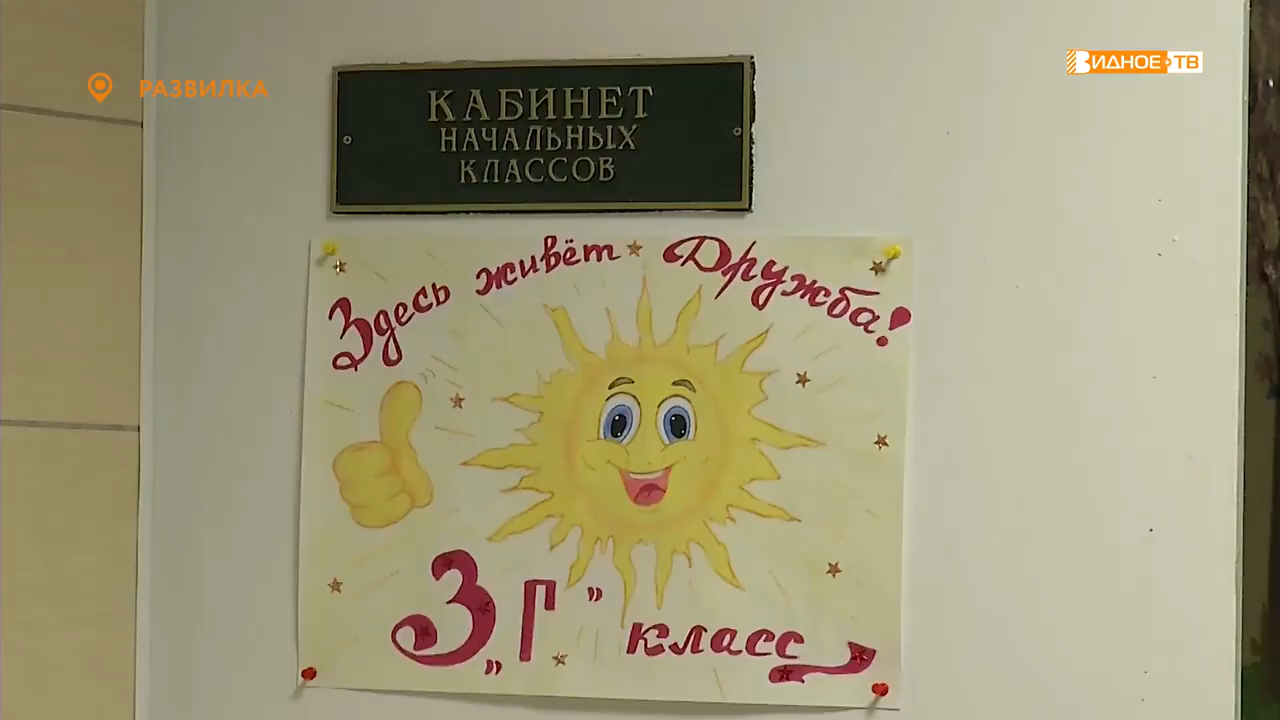 РАЗВИЛКА
ВИДНОЕ ТВ
КАБИНЕТ
НАЧАЛЬНЫХ
КЛАССОВ
Здесь живёт Дружба!
3 „Г” класс